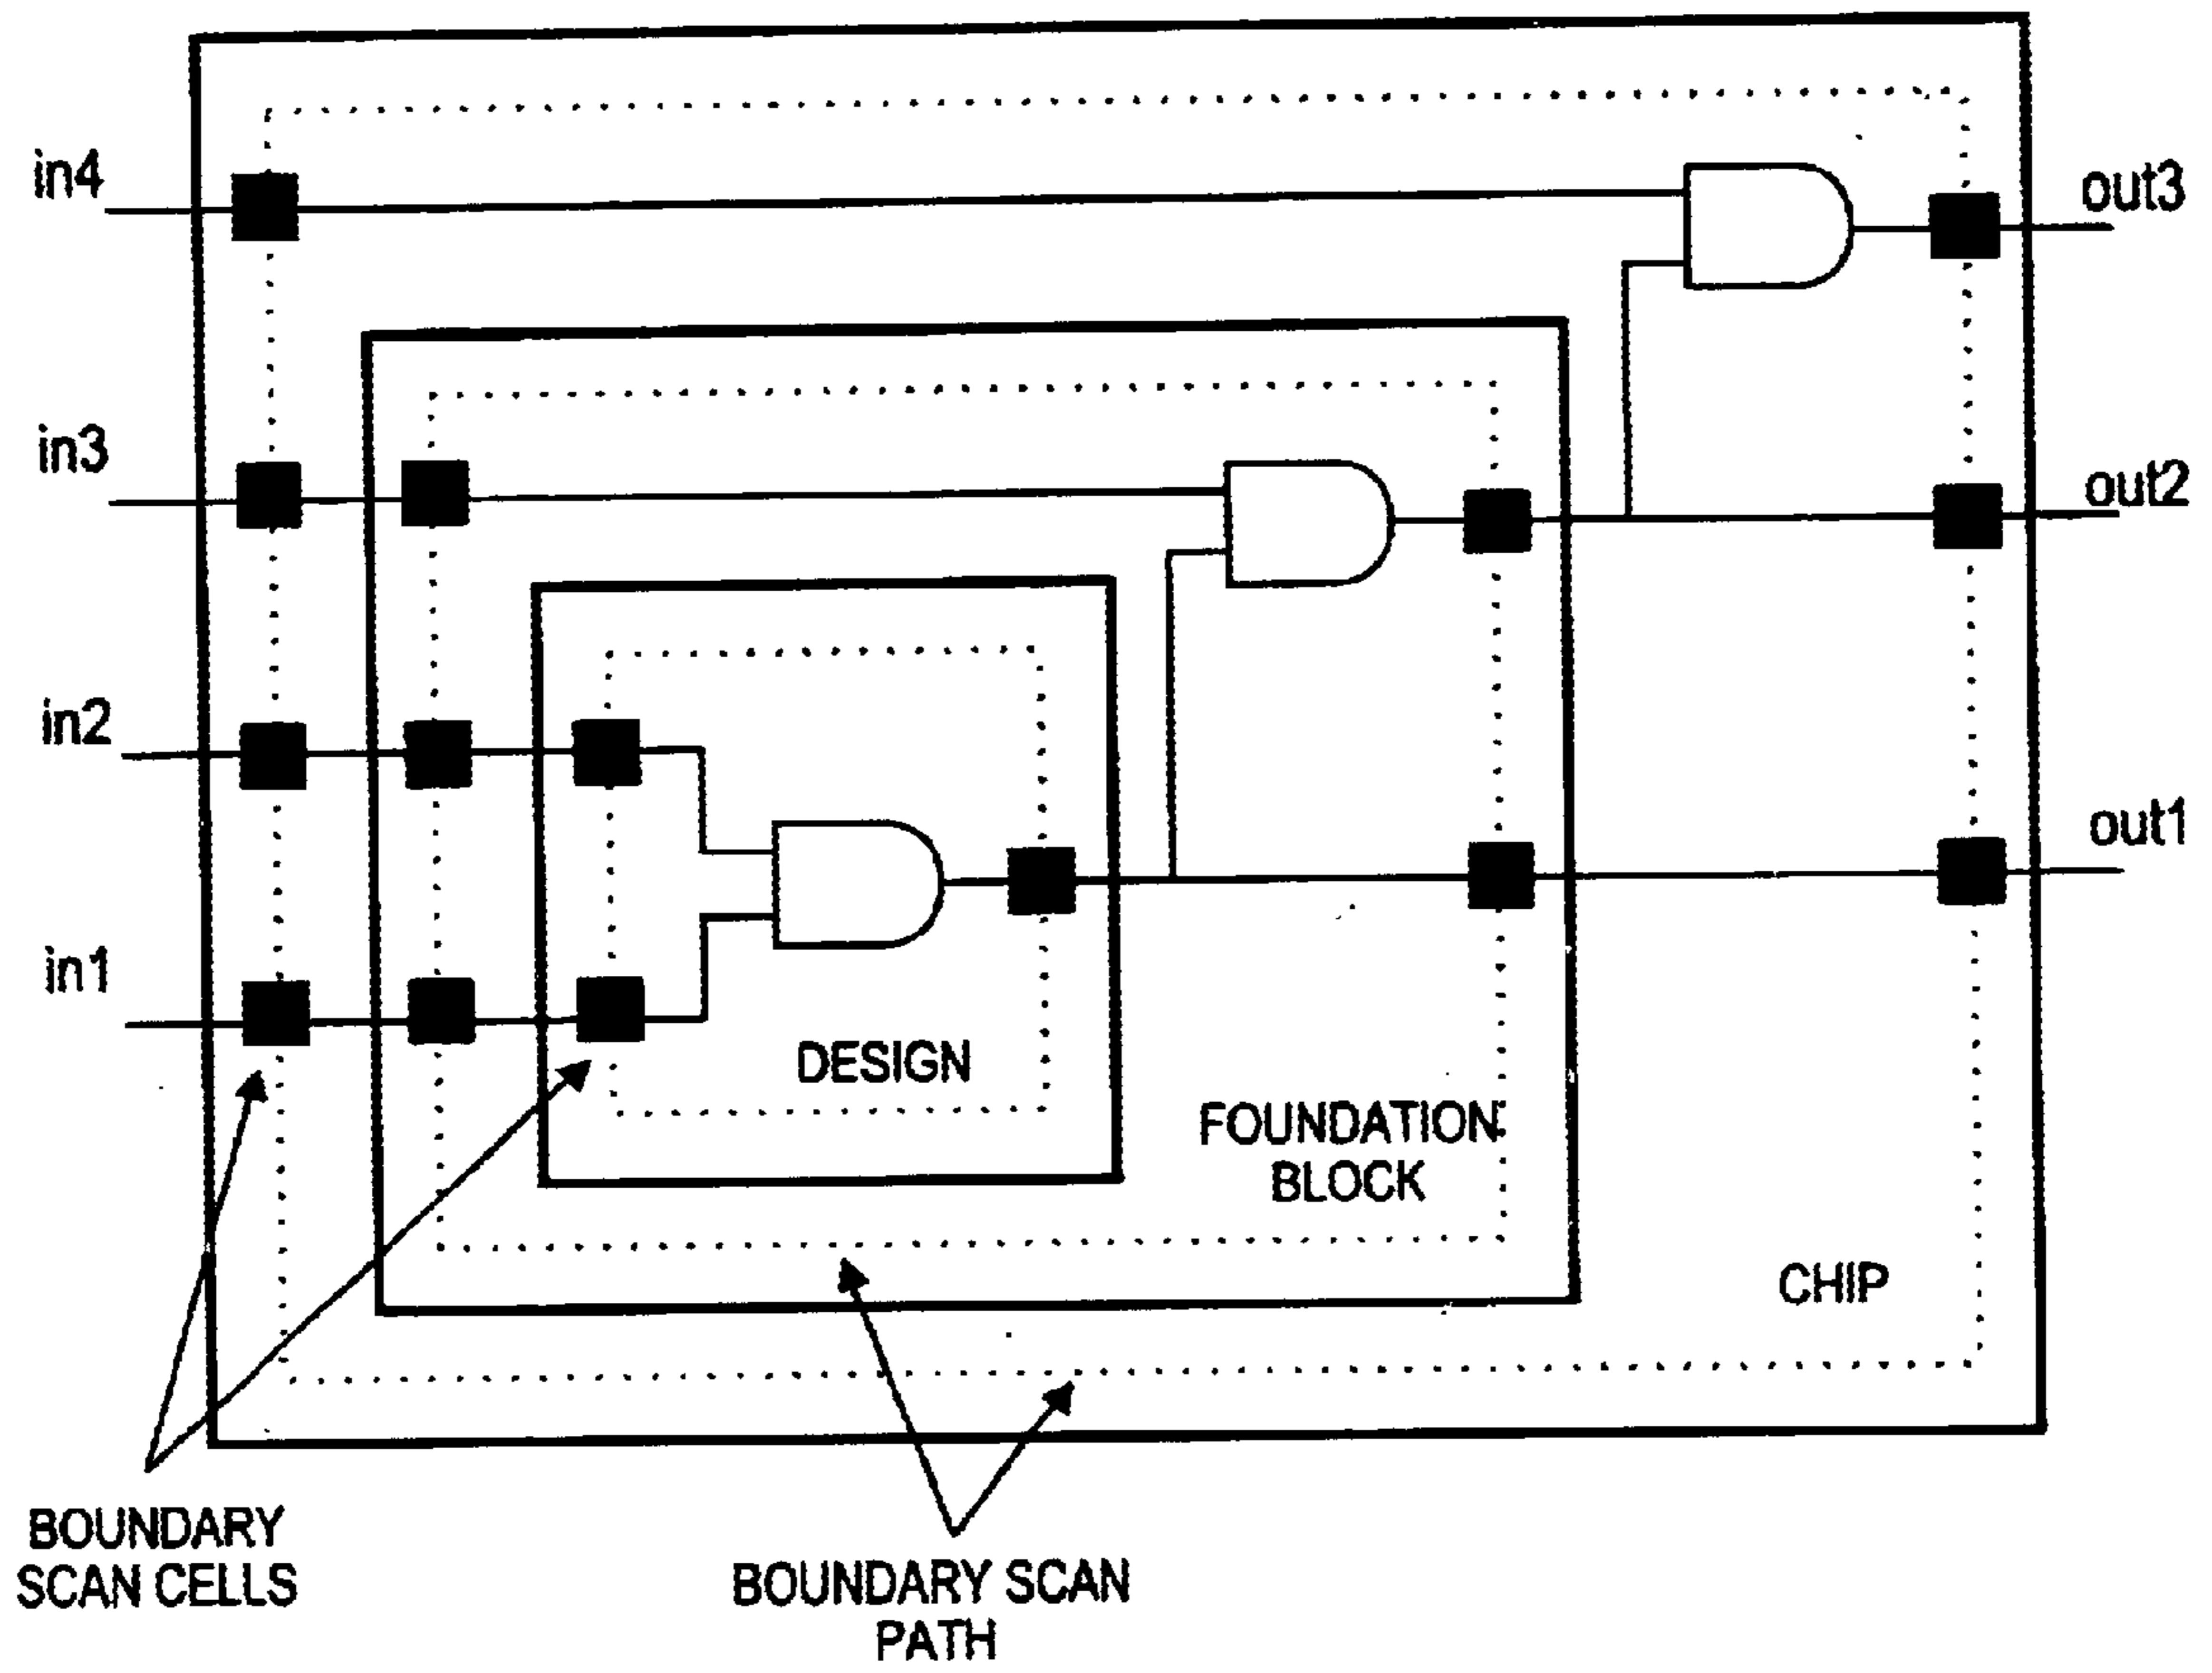 in4
out3
in3
out2
in2
out1
in1
DESIGN
FOUNDATION
BLOCK
CHIP
BOUNDARY
SCAN CELLS
BOUNDARY SCAN
PATH